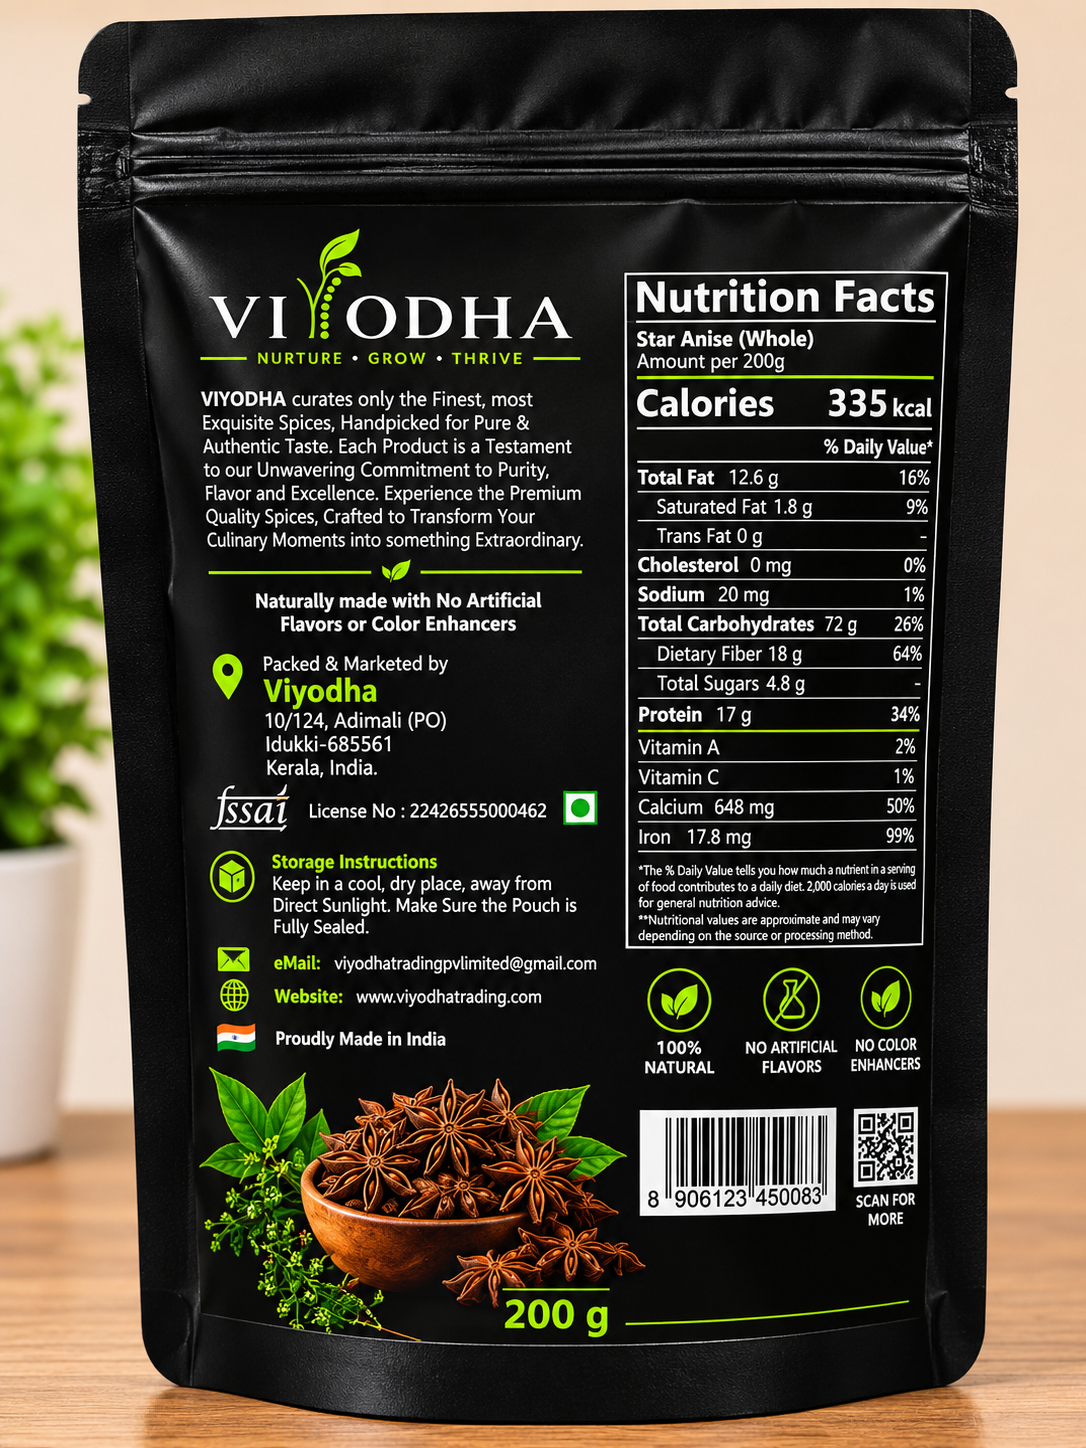 VIYODHA
NURTURE • GROW • THRIVE
VIYODHA curates only the Finest, most
Exquisite Spices, Handpicked for Pure &
Authentic Taste. Each Product is a Testament
to our Unwavering Commitment to Purity,
Flavor and Excellence. Experience the Premium
Quality Spices, Crafted to Transform Your
Culinary Moments into something Extraordinary.
Naturally made with No Artificial
Flavors or Color Enhancers
Packed & Marketed by
Viyodha
10/124, Adimali (PO)
Idukki-685561
Kerala, India.
fssai License No : 22426555000462
Storage Instructions
Keep in a cool, dry place, away from
Direct Sunlight. Make Sure the Pouch is
Fully Sealed.
eMail: viyodhatradingpvlimited@gmail.com
Website: www.viyodhatrading.com
Proudly Made in India
200 g
Nutrition Facts
Star Anise (Whole)
Amount per 200g
Calories 335 kcal
% Daily Value*
Total Fat 12.6 g 16%
Saturated Fat 1.8 g 9%
Trans Fat 0 g -
Cholesterol 0 mg 0%
Sodium 20 mg 1%
Total Carbohydrates 72 g 26%
Dietary Fiber 18 g 64%
Total Sugars 4.8 g -
Protein 17 g 34%
Vitamin A 2%
Vitamin C 1%
Calcium 648 mg 50%
Iron 17.8 mg 99%
*The % Daily Value tells you how much a nutrient in a serving
of food contributes to a daily diet. 2,000 calories a day is used
for general nutrition advice.
**Nutritional values are approximate and may vary
depending on the source or processing method.
100%
NATURAL
NO ARTIFICIAL
FLAVORS
NO COLOR
ENHANCERS
8 906123 450083
SCAN FOR
MORE